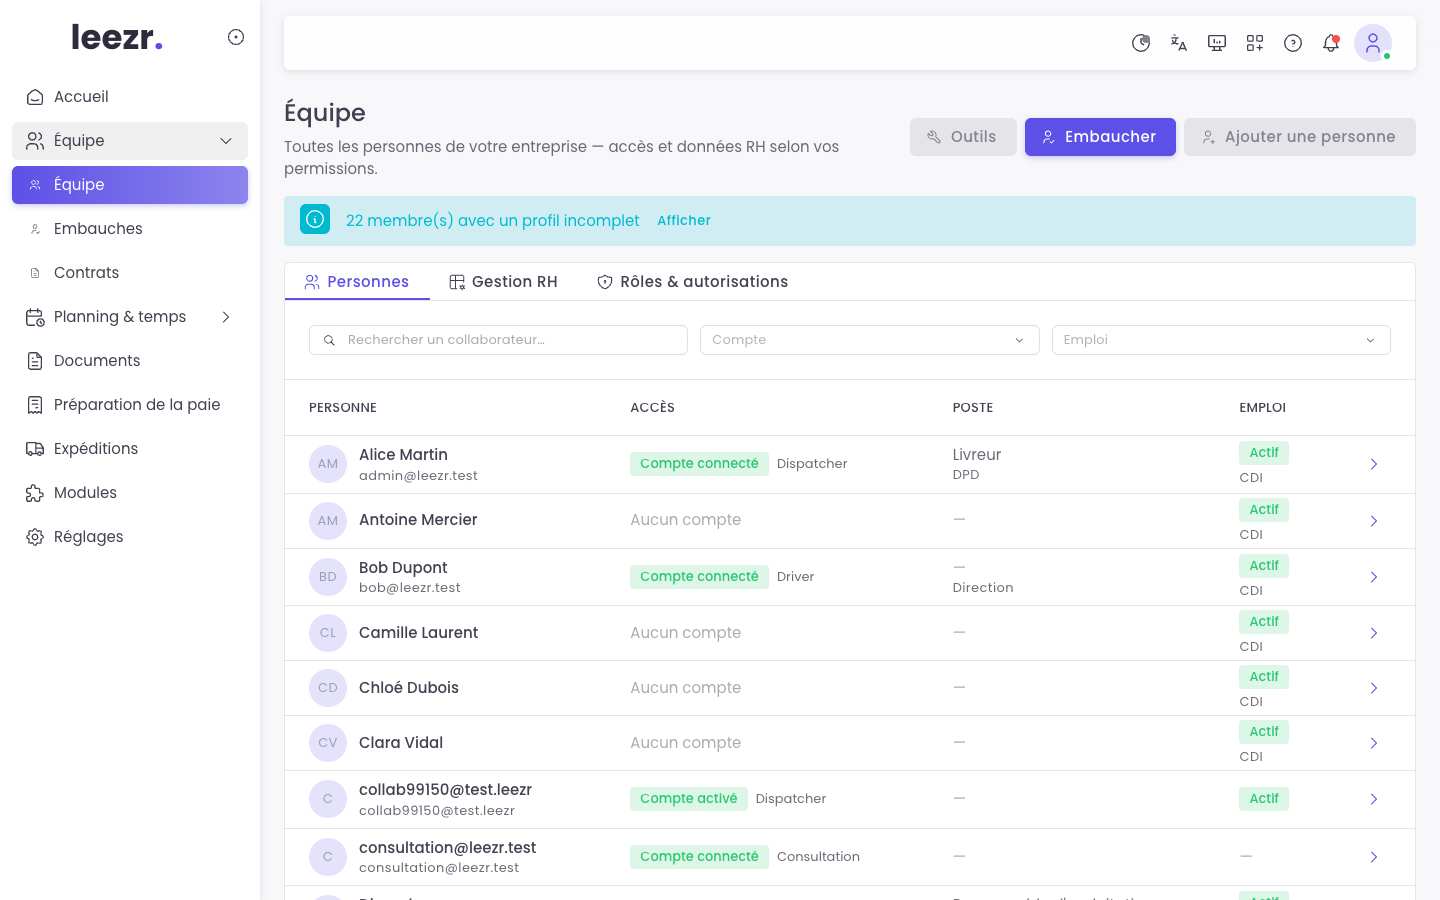 leezr.
Accueil
Équipe
Équipe
Embauches
Contrats
Planning & temps
Documents
Préparation de la paie
Expéditions
Modules
Réglages
Équipe
Toutes les personnes de votre entreprise — accès et données RH selon vos
permissions.
Outils
Embaucher
Ajouter une personne
22 membre(s) avec un profil incomplet Afficher
Personnes
Gestion RH
Rôles & autorisations
Rechercher un collaborateur...
Compte
Emploi
PERSONNE ACCÈS POSTE EMPLOI
AM Alice Martin
admin@leezr.test
Compte connecté Dispatcher
Livreur
DPD
Actif
CDI
AM Antoine Mercier
Aucun compte
—
Actif
CDI
BD Bob Dupont
bob@leezr.test
Compte connecté Driver
—
Direction
Actif
CDI
CL Camille Laurent
Aucun compte
—
Actif
CDI
CD Chloé Dubois
Aucun compte
—
Actif
CDI
CV Clara Vidal
Aucun compte
—
Actif
CDI
C collab99150@test.leezr
collab99150@test.leezr
Compte activé Dispatcher
—
Actif
C consultation@leezr.test
consultation@leezr.test
Compte connecté Consultation
—
—